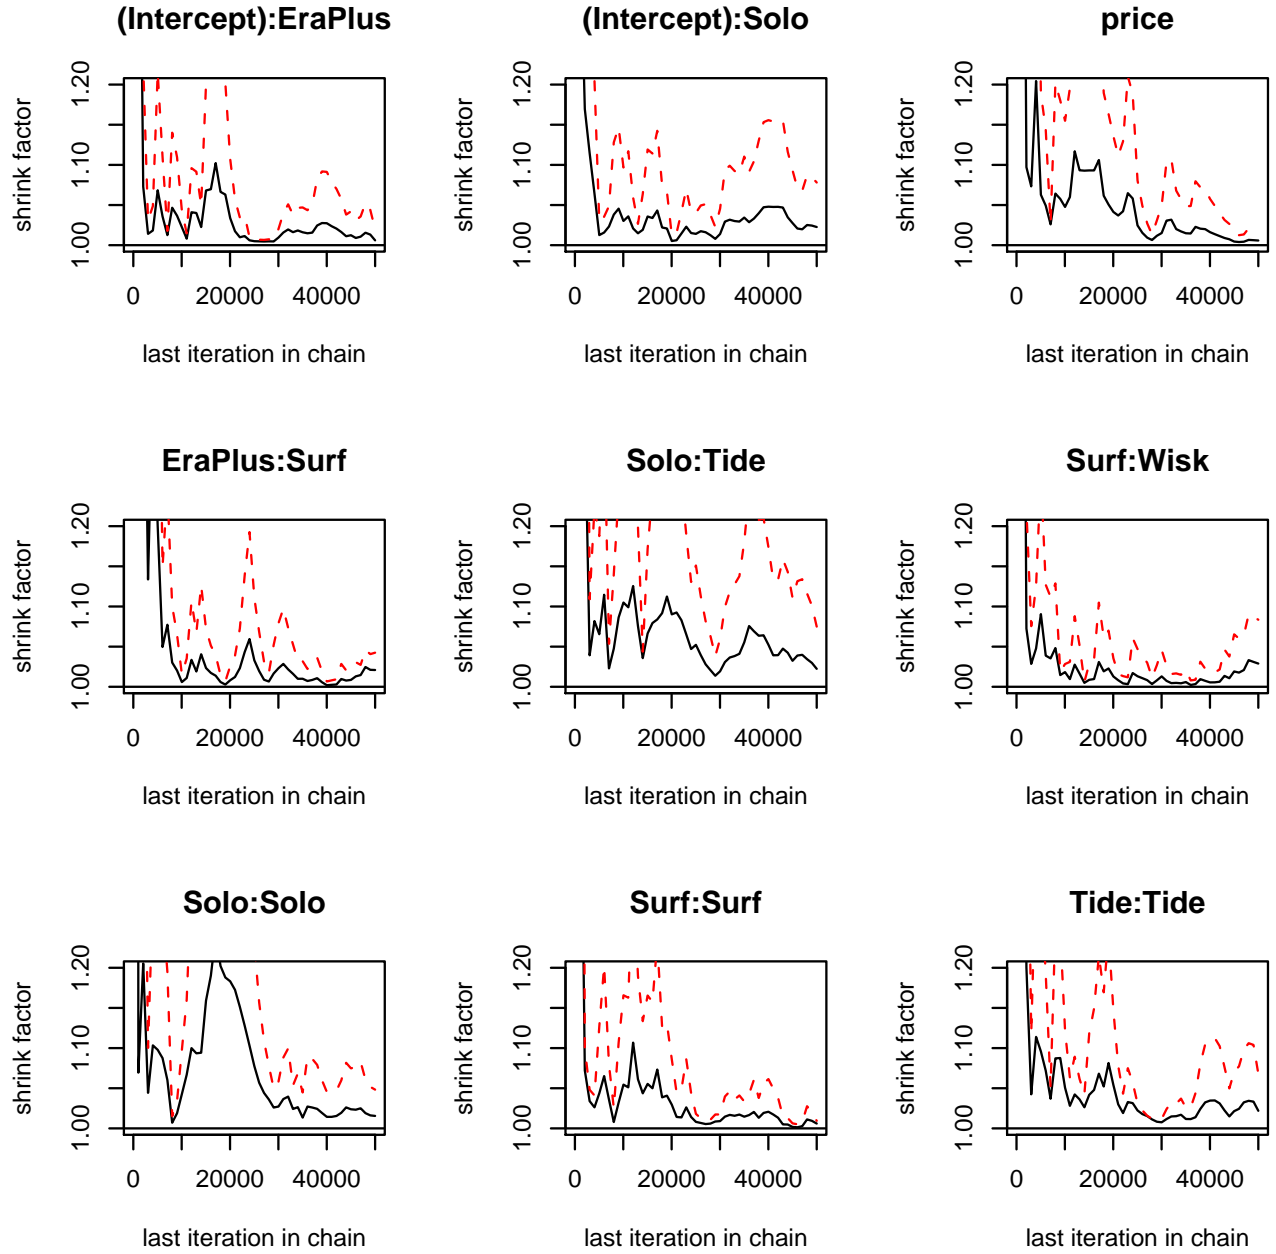 (Intercept):EraPlus
(Intercept):Solo
price
shrink factor
1.00 1.10 1.20
0 20000 40000
last iteration in chain
shrink factor
1.00 1.10 1.20
0 20000 40000
last iteration in chain
shrink factor
1.00 1.10 1.20
0 20000 40000
last iteration in chain
EraPlus:Surf
Solo:Tide
Surf:Wisk
shrink factor
1.00 1.10 1.20
0 20000 40000
last iteration in chain
shrink factor
1.00 1.10 1.20
0 20000 40000
last iteration in chain
shrink factor
1.00 1.10 1.20
0 20000 40000
last iteration in chain
Solo:Solo
Surf:Surf
Tide:Tide
shrink factor
1.00 1.10 1.20
0 20000 40000
last iteration in chain
shrink factor
1.00 1.10 1.20
0 20000 40000
last iteration in chain
shrink factor
1.00 1.10 1.20
0 20000 40000
last iteration in chain